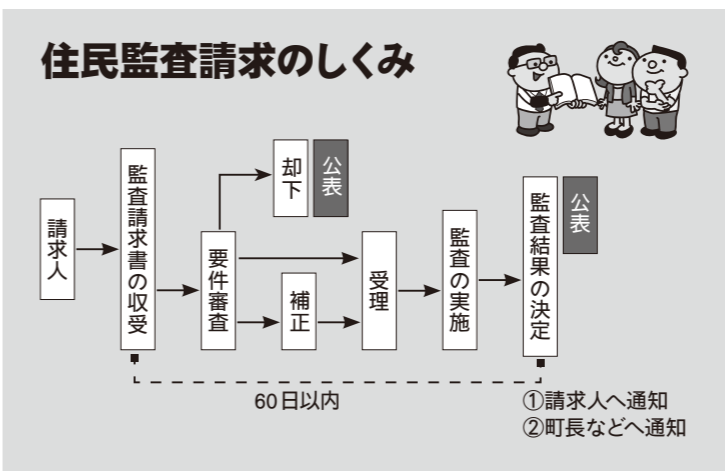 住民監査請求のしくみ
請求人
監査請求書の収受
要件審査
却下
公表
補正
受理
監査の実施
監査結果の決定
公表
60日以内
①請求人へ通知
②町長などへ通知